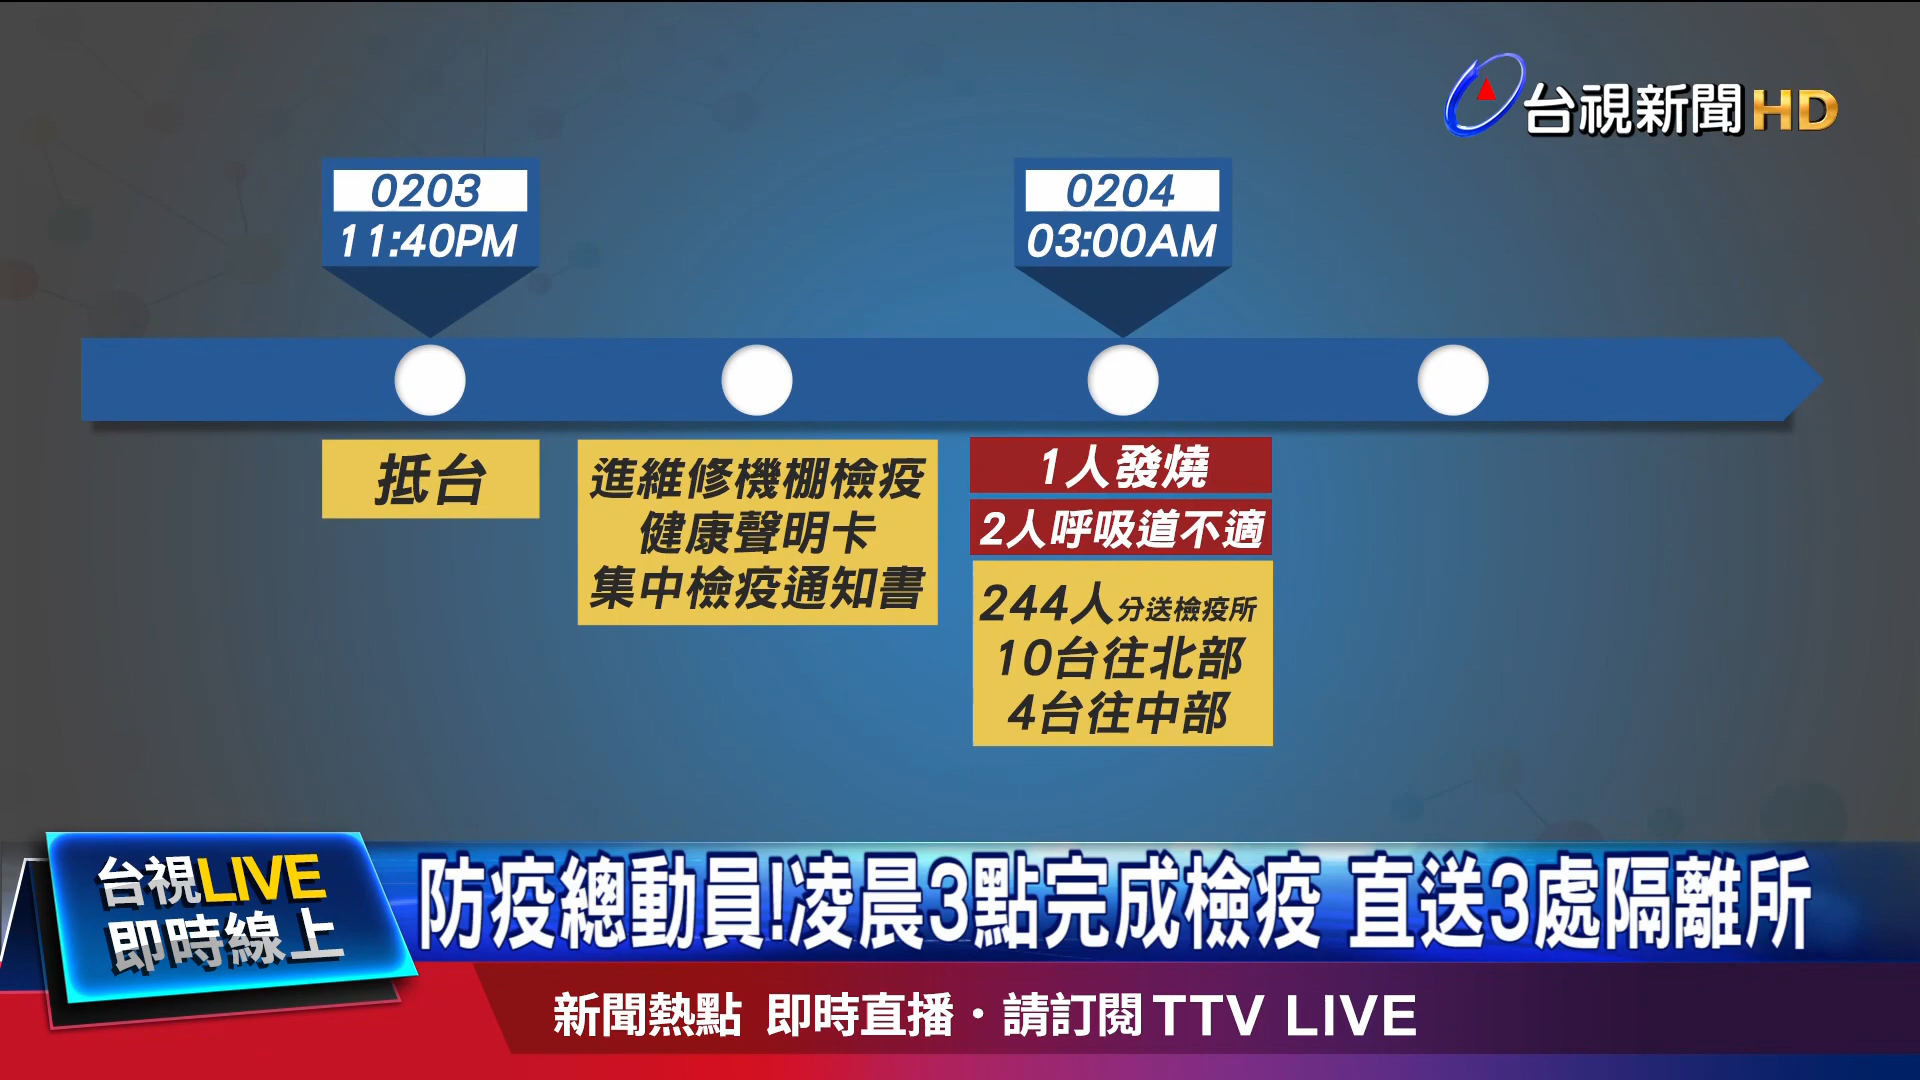 台視新聞HD
0203
11:40PM
0204
03:00AM
抵台
進維修機棚檢疫
健康聲明卡
集中檢疫通知書
1人發燒
2人呼吸道不適
244人分送檢疫所
10台往北部
4台往中部
台視LIVE
即時線上
防疫總動員!凌晨3點完成檢疫 直送3處隔離所
新聞熱點 即時直播·請訂閱TTV LIVE